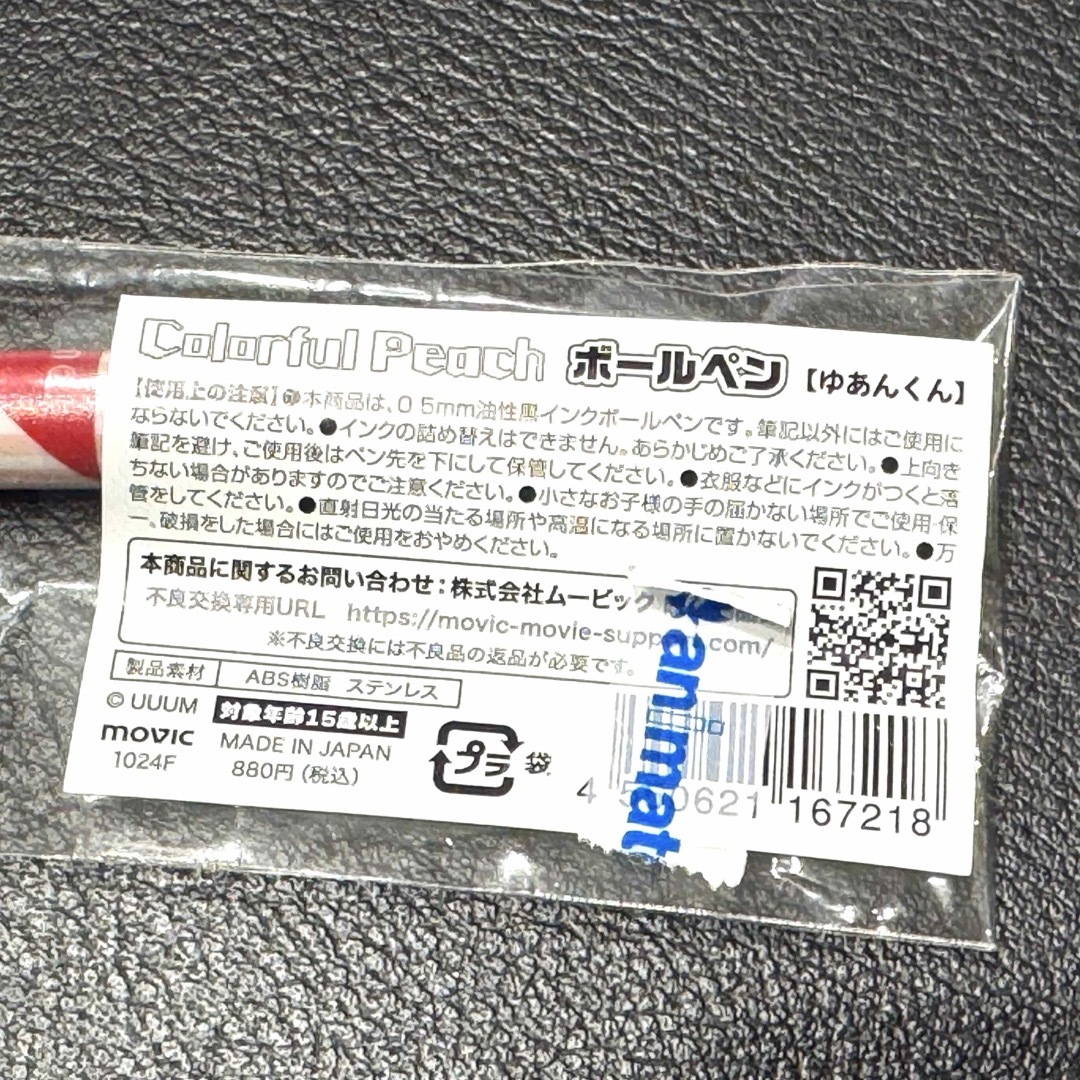 Colorful Peach ボールペン 【ゆあんくん】
【使用上の注意】●本商品は、0.5mm油性風インクボールペンです。筆記以外にはご使用に
ならないでください。●インクの詰め替えはできません。あらかじめご了承ください。●上向き
筆記を避け、ご使用後はペン先を下にして保管してください。●衣服などにインクがつくと落
ちない場合がありますのでご注意ください。●小さなお子様の手の届かない場所でご使用・保
管をしてください。●直射日光の当たる場所や高温になる場所に置かないでください。●万
一、破損をした場合にはご使用をおやめください。
本商品に関するお問い合わせ:株式会社ムービック
不良交換専用URL https://movic-movie-support.com/
※不良交換には不良品の返品が必要です。
製品素材 ABS樹脂 ステンレス
© UUUM 対象年齢15歳以上
movic MADE IN JAPAN
1024F 880円(税込)
プラ 袋
animat
167218